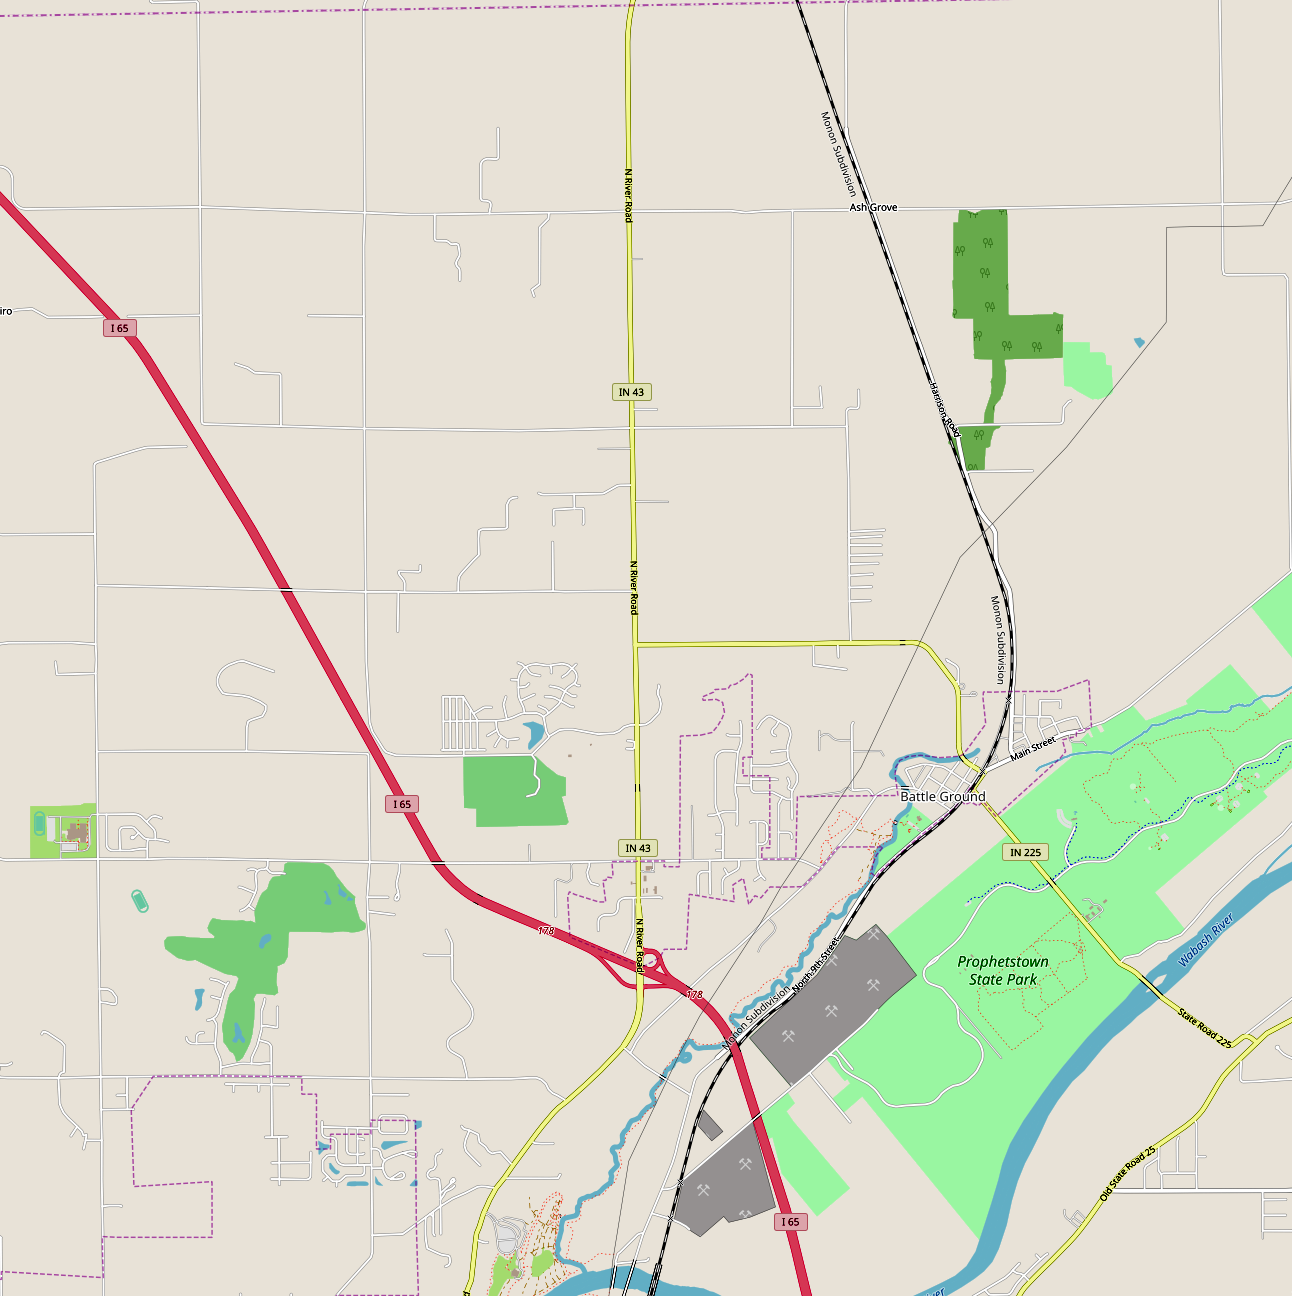 Monon Subdivision
N River Road
Ash Grove
iro
I 65
IN 43
Harrison Road
N River Road
Monon Subdivision
Main Street
Battle Ground
I 65
IN 43
IN 225
178
N River Road
178
North 9th Street
Monon Subdivision
Prophetstown
State Park
Wabash River
State Road 225
Old State Road 25
I 65